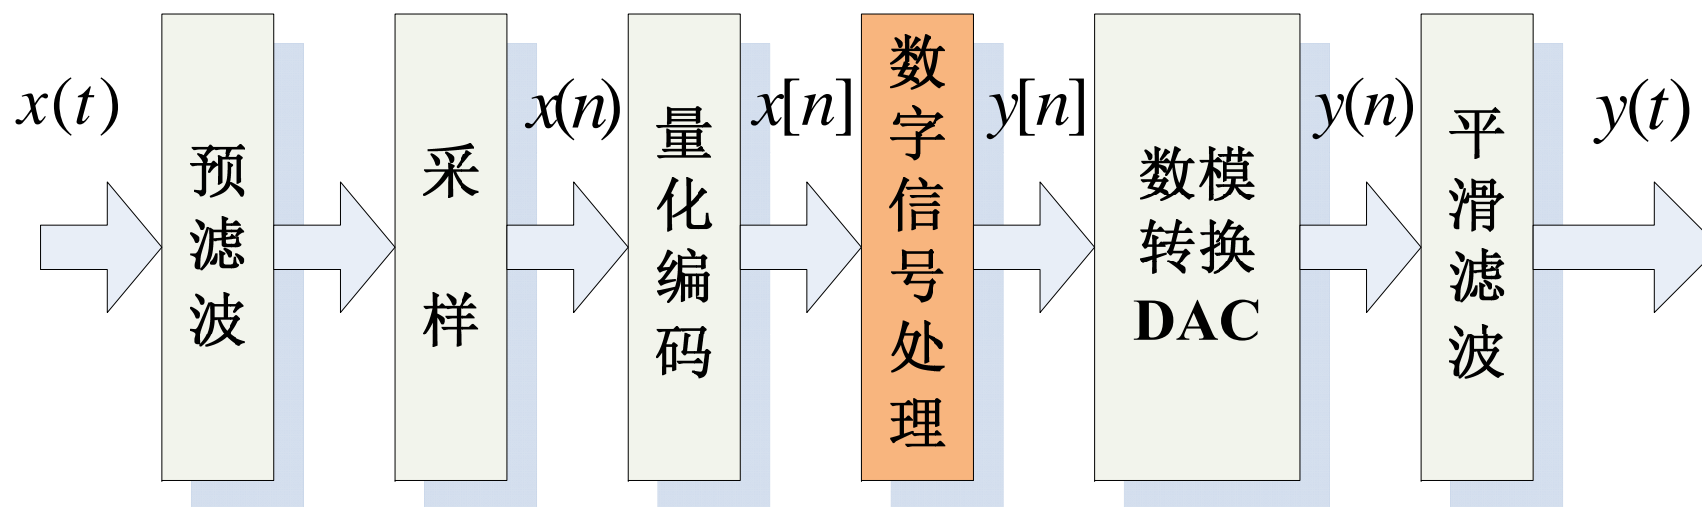 x(t)
预滤波
采样
x(n)
量化编码
x[n]
数字信号处理
y[n]
数模
转换
DAC
y(n)
平滑滤波
y(t)